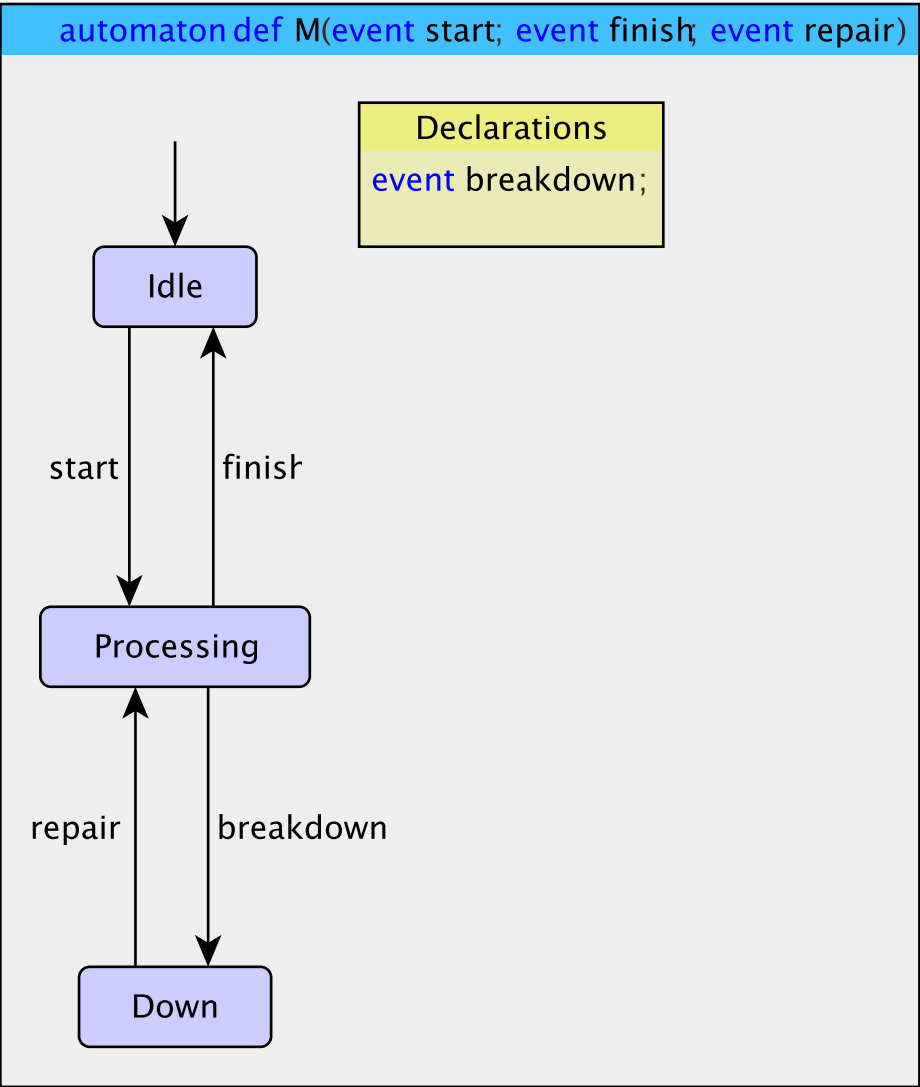 automaton def M(event start; event finish; event repair)
Declarations
event breakdown;
Idle
start
finish
Processing
repair
breakdown
Down